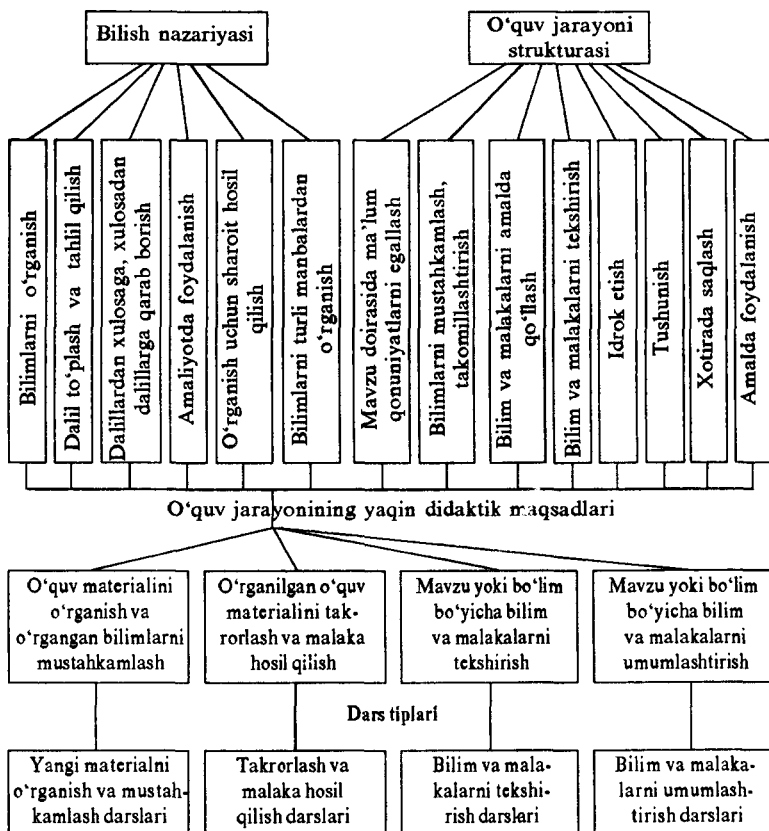 Bilish nazariyasi
O‘quv jarayoni
strukturasi
Bilimlarni o‘rganish
Dalil to‘plash va tahlil qilish
Dalillardan xulosaga, xulosadan
dalillarga qarab borish
Amaliyotda foydalanish
O‘rganish uchun sharoit hosil
qilish
Bilimlarni turli manbalardan
o‘rganish
Mavzu doirasida ma’lum
qonuniyatlarni egallash
Bilimlarni mustahkamlash,
takomillashtirish
Bilim va malakalarni amalda
qo‘llash
Bilim va malakalarni tekshirish
Idrok etish
Tushunish
Xotirada saqlash
Amalda foydalanish
O‘quv jarayonining yaqin didaktik maqsadlari
O‘quv materialini
o‘rganish va
o‘rgangan bilimlarni
mustahkamlash
O‘rganilgan o‘quv
materialini tak-
rorlash va malaka
hosil qilish
Mavzu yoki bo‘lim
bo‘yicha bilim
va malakalarni
tekshirish
Mavzu yoki bo‘lim
bo‘yicha bilim
va malakalarni
umumlashtirish
Dars tiplari
Yangi materialni
o‘rganish va mustah-
kamlash darslari
Takrorlash va
malaka hosil
qilish darslari
Bilim va mala-
kalarni tekshi-
rish darslari
Bilim va malaka-
larni umumlash-
tirish darslari